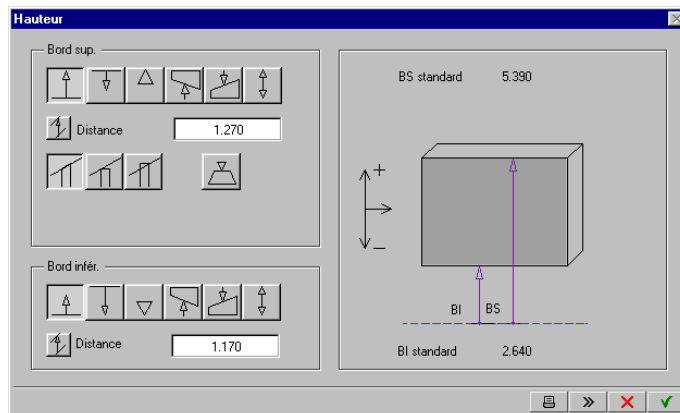 Hauteur
Bord sup.
Distance 1.270
Bord infér.
Distance 1.170
BS standard 5.390
+
−
BI BS
BI standard 2.640